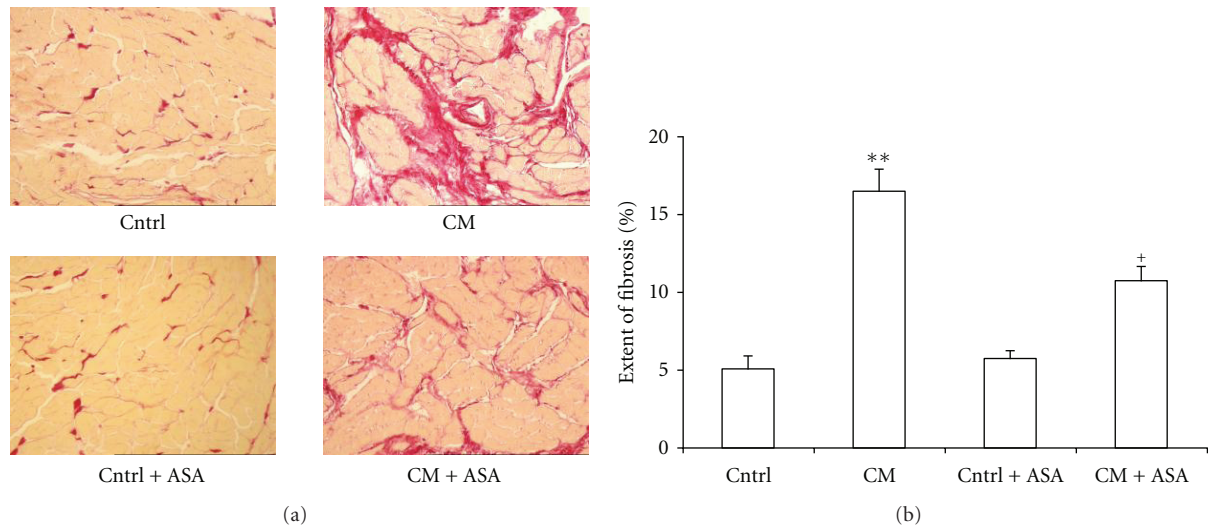 Cntrl
CM
Cntrl + ASA
CM + ASA
(a)
Extent of fibrosis (%)
20
15
10
5
0
**
+
Cntrl
CM
Cntrl + ASA
CM + ASA
(b)